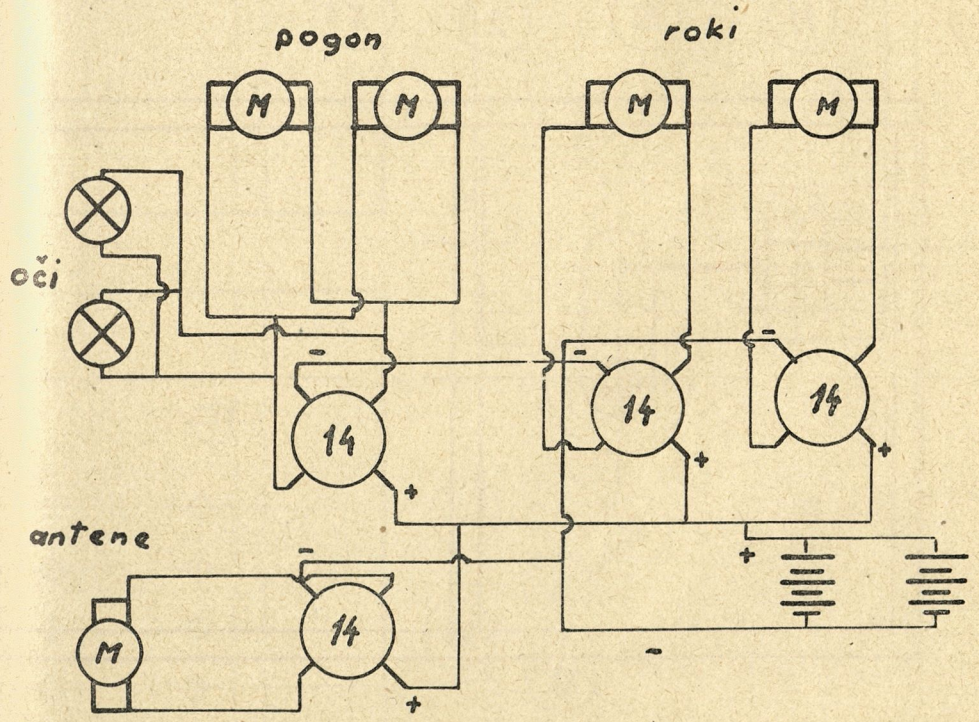 pogon
roki
M
M
M
M
oči
-
-
-
14
14
14
+
+
+
antene
-
+
14
M
+
-